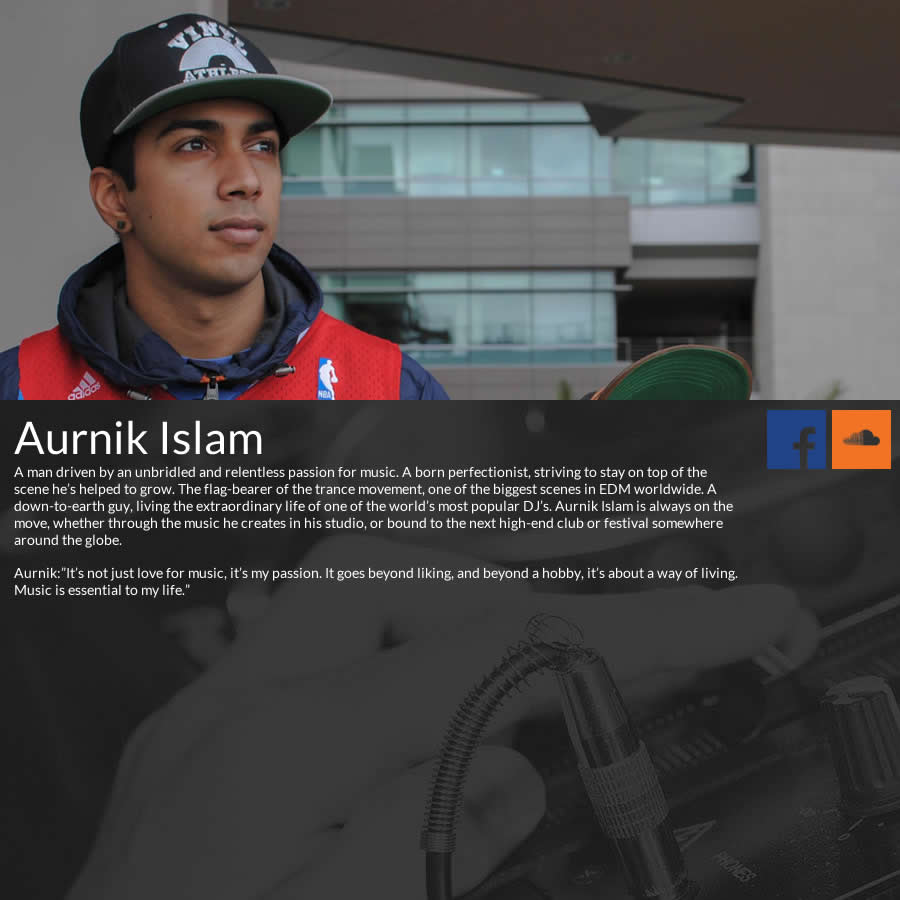 VINYL
ATHLETE
adidas
NBA
Aurnik Islam
A man driven by an unbridled and relentless passion for music. A born perfectionist, striving to stay on top of the
scene he's helped to grow. The flag-bearer of the trance movement, one of the biggest scenes in EDM worldwide. A
down-to-earth guy, living the extraordinary life of one of the world's most popular DJ's. Aurnik Islam is always on the
move, whether through the music he creates in his studio, or bound to the next high-end club or festival somewhere
around the globe.
Aurnik:"It's not just love for music, it's my passion. It goes beyond liking, and beyond a hobby, it's about a way of living.
Music is essential to my life."
PHONES